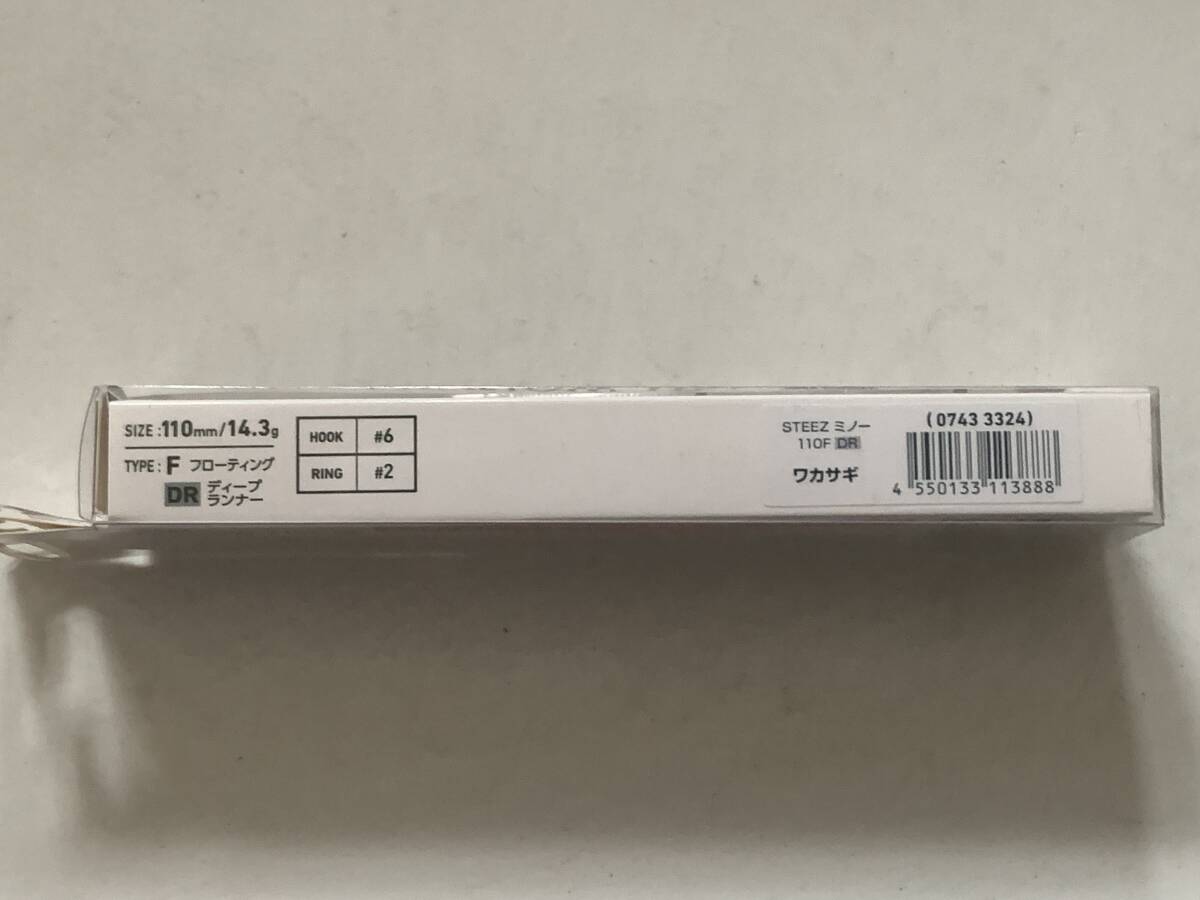 SIZE : 110mm/14.3g
TYPE : F フローティング
DR ディープ
ランナー
HOOK #6
RING #2
STEEZ ミノー
110F DR
ワカサギ
(0743 3324)
4 550133 113888